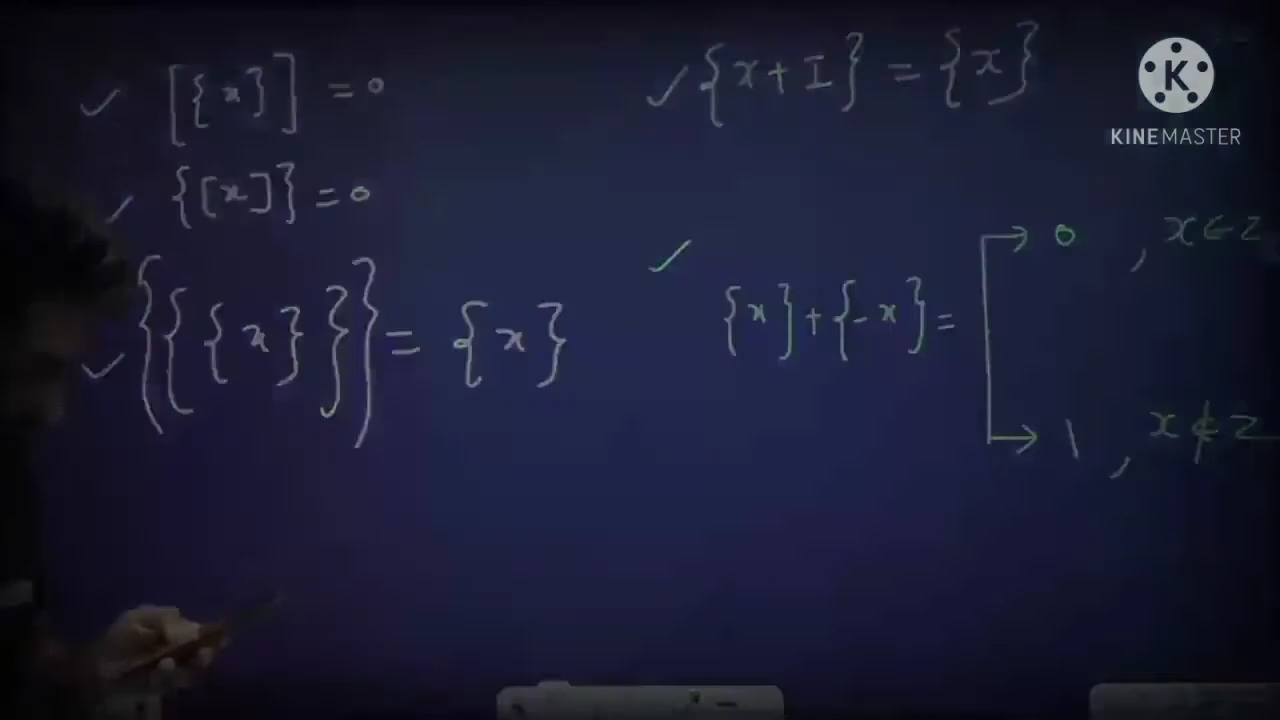 [{x}] = 0
{[x]} = 0
{{{x}}} = {x}
{x + I} = {x}
{x} + {-x} =
0 , x ∈ Z
1 , x ∉ Z
K
KINEMASTER